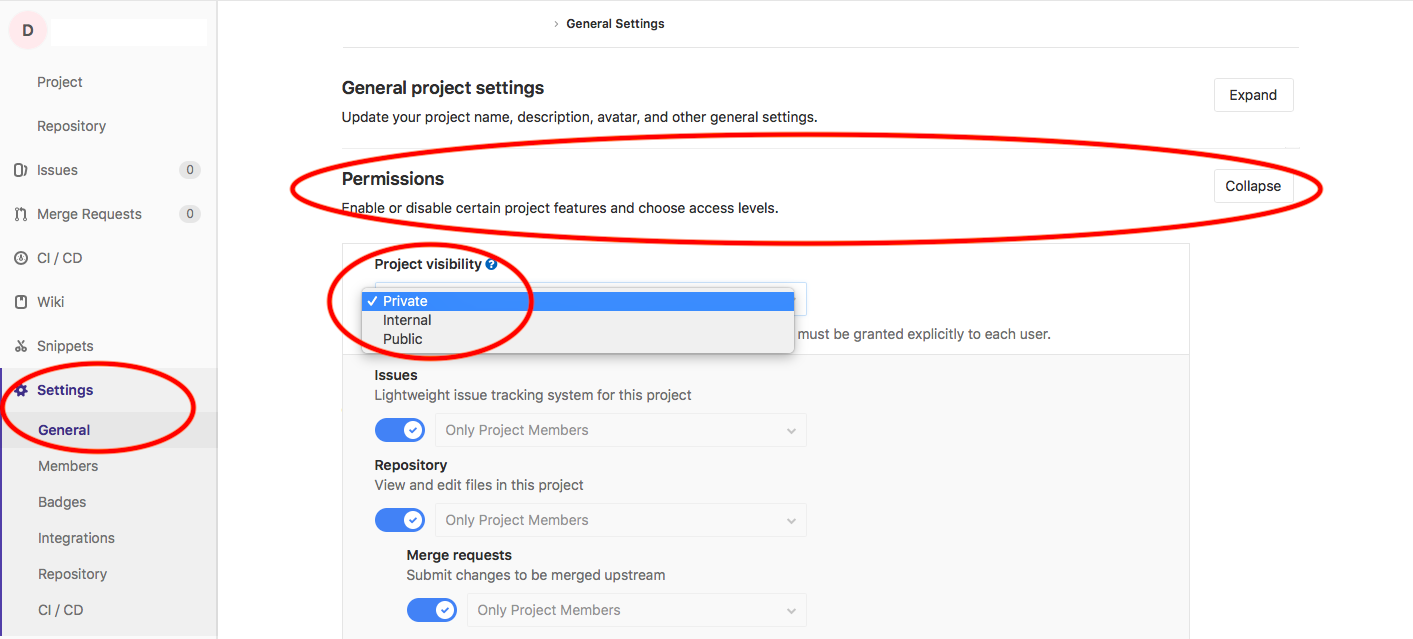 D
Project
Repository
Issues 0
Merge Requests 0
CI / CD
Wiki
Snippets
Settings
General
Members
Badges
Integrations
Repository
CI / CD
› General Settings
General project settings
Expand
Update your project name, description, avatar, and other general settings.
Permissions
Collapse
Enable or disable certain project features and choose access levels.
Project visibility ?
✓ Private
Internal
Public
must be granted explicitly to each user.
Issues
Lightweight issue tracking system for this project
Only Project Members
Repository
View and edit files in this project
Only Project Members
Merge requests
Submit changes to be merged upstream
Only Project Members